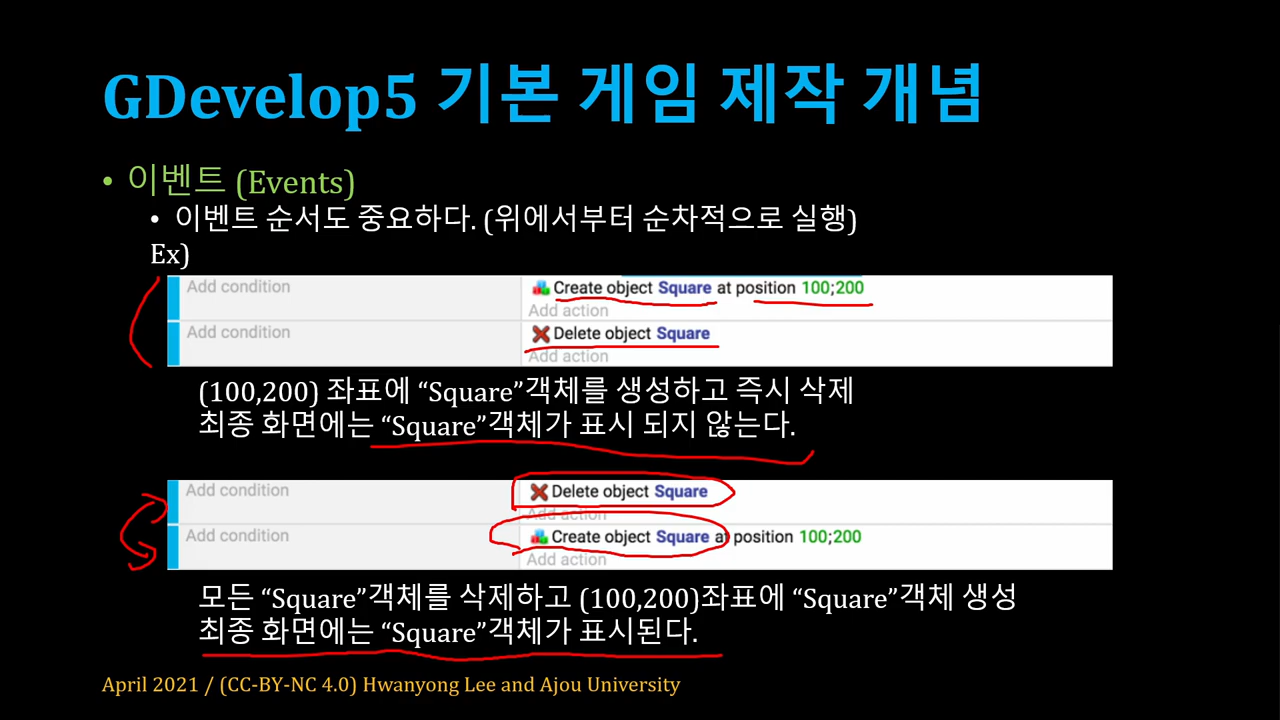 GDevelop5 기본 게임 제작 개념
• 이벤트 (Events)
• 이벤트 순서도 중요하다. (위에서부터 순차적으로 실행)
Ex)
Add condition
Create object Square at position 100;200
Add action
Add condition
Delete object Square
Add action
(100,200) 좌표에 “Square”객체를 생성하고 즉시 삭제
최종 화면에는 “Square”객체가 표시 되지 않는다.
Add condition
Delete object Square
Add action
Add condition
Create object Square at position 100;200
Add action
모든 “Square”객체를 삭제하고 (100,200)좌표에 “Square”객체 생성
최종 화면에는 “Square”객체가 표시된다.
April 2021 / (CC-BY-NC 4.0) Hwanyong Lee and Ajou University